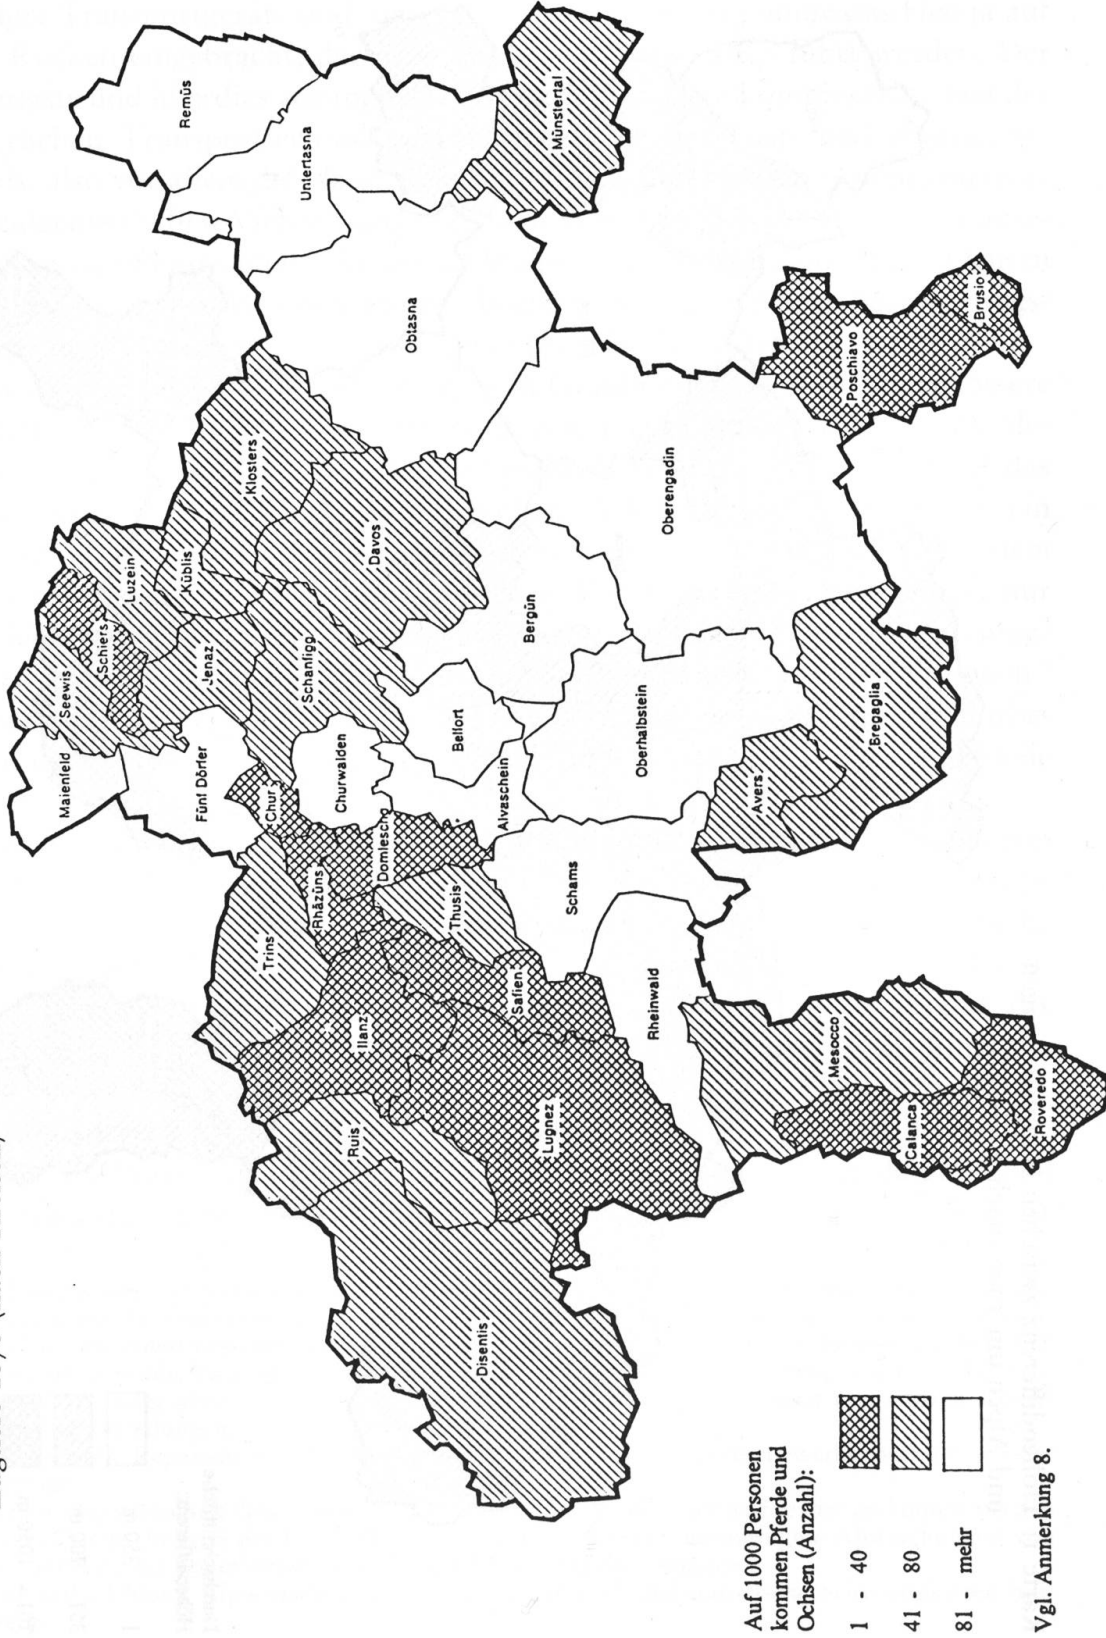 Remüs
Untertasna
Münstertal
Obtasna
Brusio
Poschiavo
Klosters
Oberengadin
Davos
Küblis
Luzein
Bergün
Schiers
Jenaz
Schanfigg
Seewis
Bregaglia
Belfort
Oberhalbstein
Maienfeld
Fünf Dörfer
Chur
Churwalden
Alvaschein
Avers
Domleschg
Rhäzüns
Schams
Thusis
Trins
Safien
Rheinwald
Ilanz
Mesocco
Roveredo
Calanca
Lugnez
Ruis
Disentis
Auf 1000 Personen
kommen Pferde und
Ochsen (Anzahl):
1 - 40
41 - 80
81 - mehr
Vgl. Anmerkung 8.